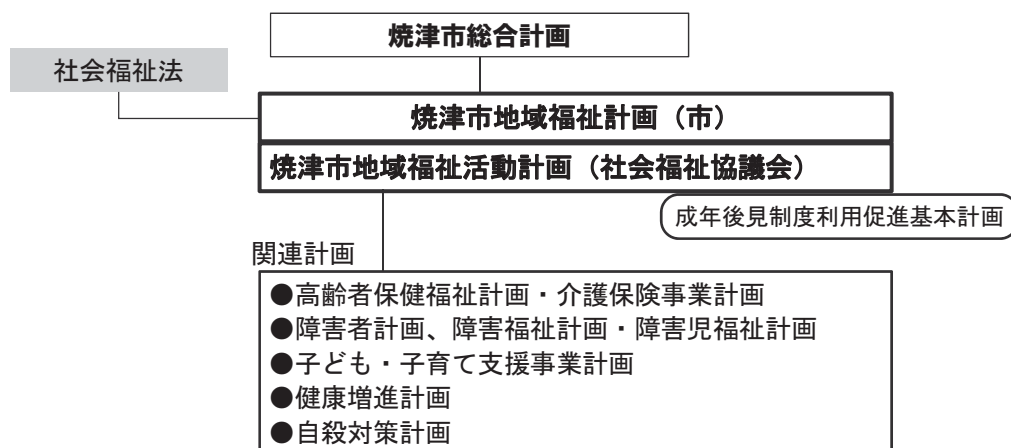 焼津市総合計画
社会福祉法
焼津市地域福祉計画（市）
焼津市地域福祉活動計画（社会福祉協議会）
成年後見制度利用促進基本計画
関連計画
●高齢者保健福祉計画・介護保険事業計画
●障害者計画、障害福祉計画・障害児福祉計画
●子ども・子育て支援事業計画
●健康増進計画
●自殺対策計画